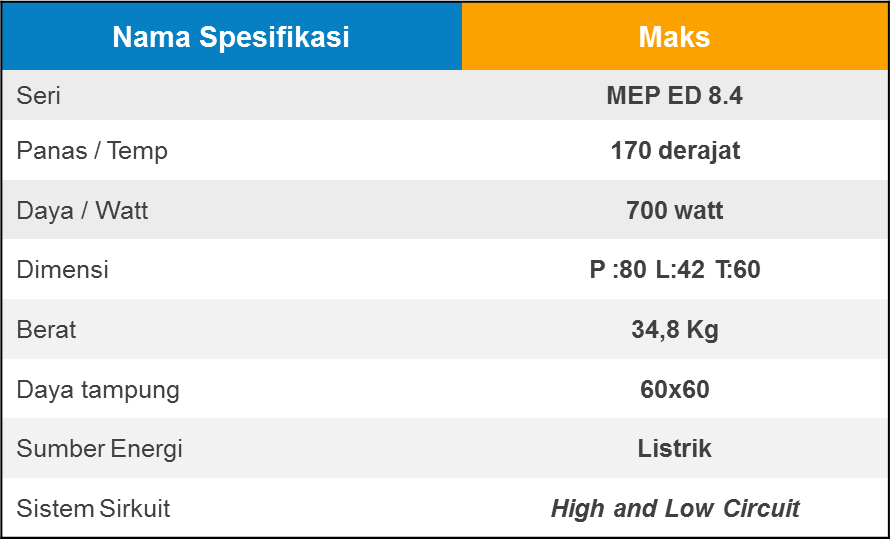 Nama Spesifikasi Maks
Seri MEP ED 8.4
Panas / Temp 170 derajat
Daya / Watt 700 watt
Dimensi P :80 L:42 T:60
Berat 34,8 Kg
Daya tampung 60x60
Sumber Energi Listrik
Sistem Sirkuit High and Low Circuit